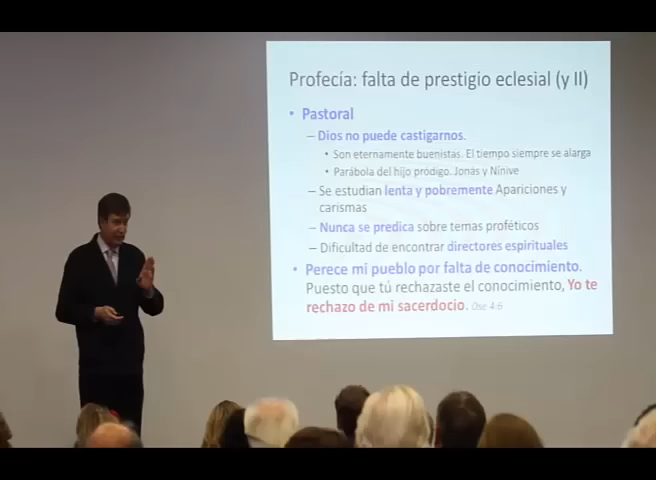 Profecía: falta de prestigio eclesial (y II)
• Pastoral
– Dios no puede castigarnos.
• Son eternamente buenistas. El tiempo siempre se alarga
• Parábola del hijo pródigo. Jonás y Nínive
– Se estudian lenta y pobremente Apariciones y
carismas
– Nunca se predica sobre temas proféticos
– Dificultad de encontrar directores espirituales
• Perece mi pueblo por falta de conocimiento.
Puesto que tú rechazaste el conocimiento, Yo te
rechazo de mi sacerdocio. Ose 4:6